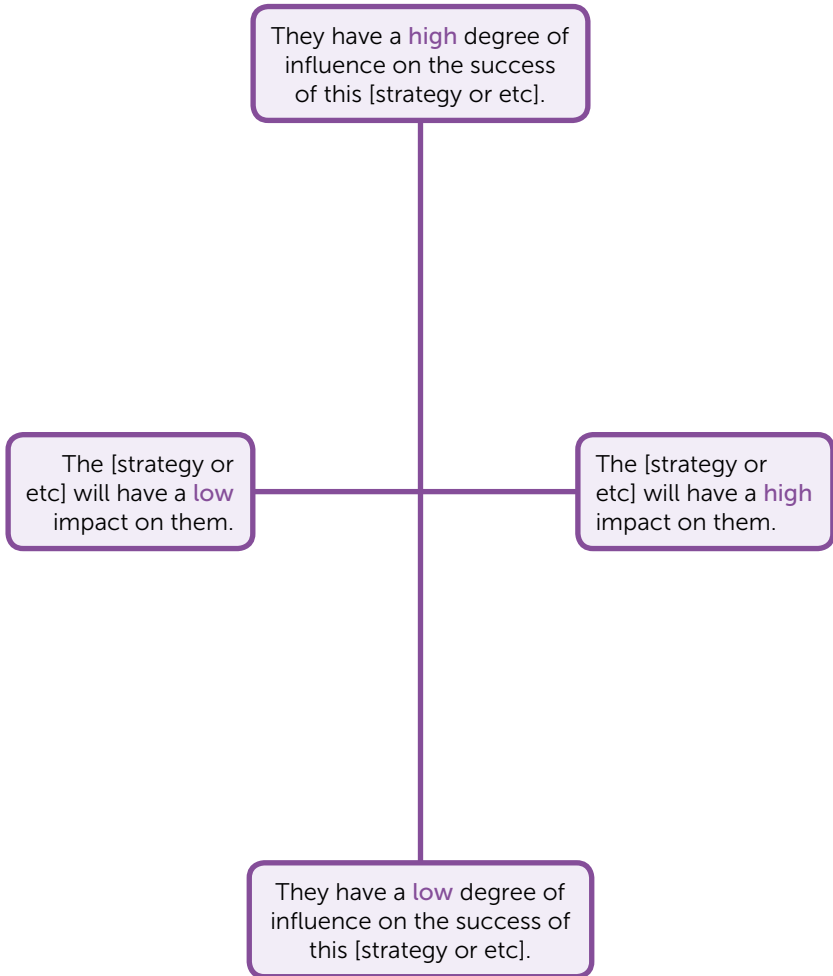 They have a high degree of
influence on the success
of this [strategy or etc].
The [strategy or
etc] will have a low
impact on them.
The [strategy or
etc] will have a high
impact on them.
They have a low degree of
influence on the success of
this [strategy or etc].